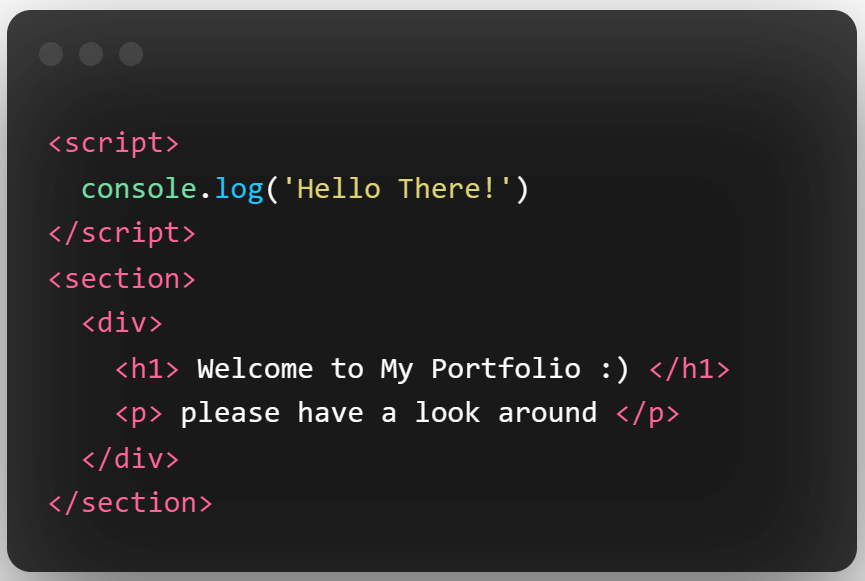 <script>
console.log('Hello There!')
</script>
<section>
<div>
<h1> Welcome to My Portfolio :) </h1>
<p> please have a look around </p>
</div>
</section>